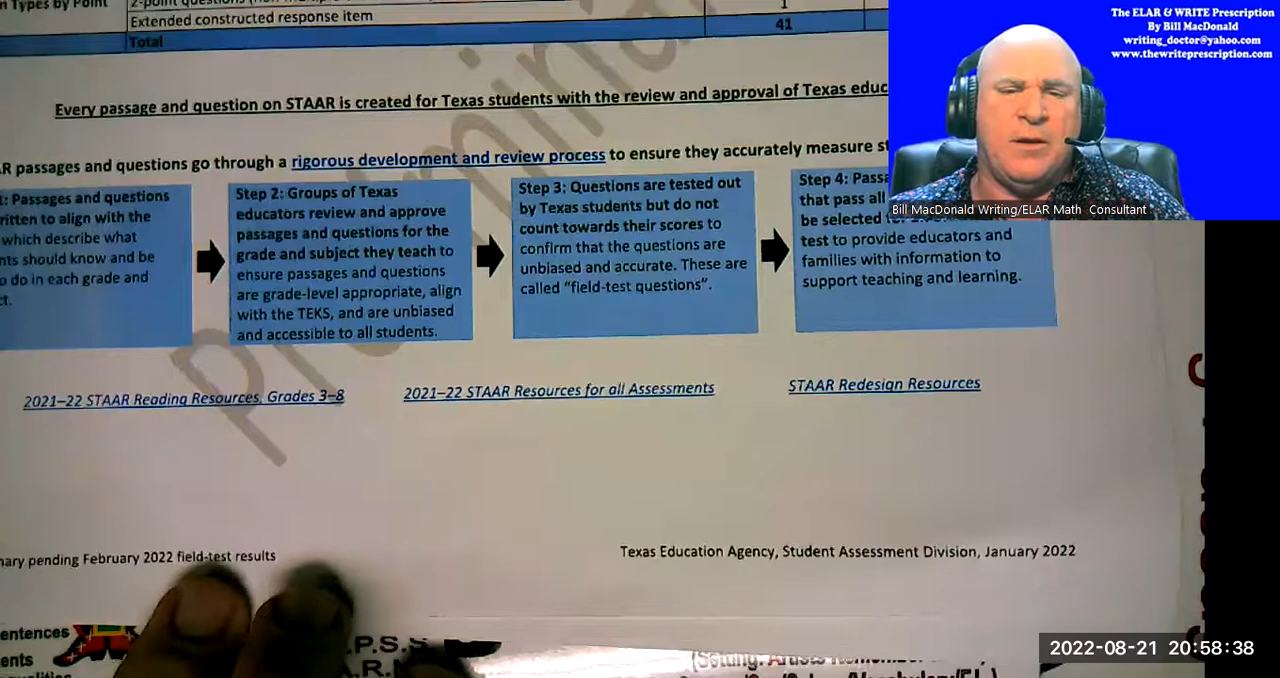 n Types by Point
Extended constructed response item
1
Total
41
The ELAR & WRITE Prescription
By Bill MacDonald
writing_doctor@yahoo.com
www.thewriteprescription.com
Every passage and question on STAAR is created for Texas students with the review and approval of Texas educ
R passages and questions go through a rigorous development and review process to ensure they accurately measure st
: Passages and questions
ritten to align with the
which describe what
nts should know and be
o do in each grade and
ct.
Step 2: Groups of Texas
educators review and approve
passages and questions for the
grade and subject they teach to
ensure passages and questions
are grade-level appropriate, align
with the TEKS, and are unbiased
and accessible to all students.
Step 3: Questions are tested out
by Texas students but do not
count towards their scores to
confirm that the questions are
unbiased and accurate. These are
called "field-test questions".
Step 4: Passa
that pass all
be selected
test to provide educators and
families with information to
support teaching and learning.
Bill MacDonald Writing/ELAR Math Consultant
2021–22 STAAR Reading Resources, Grades 3–8
2021–22 STAAR Resources for all Assessments
STAAR Redesign Resources
nary pending February 2022 field-test results
Texas Education Agency, Student Assessment Division, January 2022
entences
ents
.P.S.S
2022-08-21 20:58:38